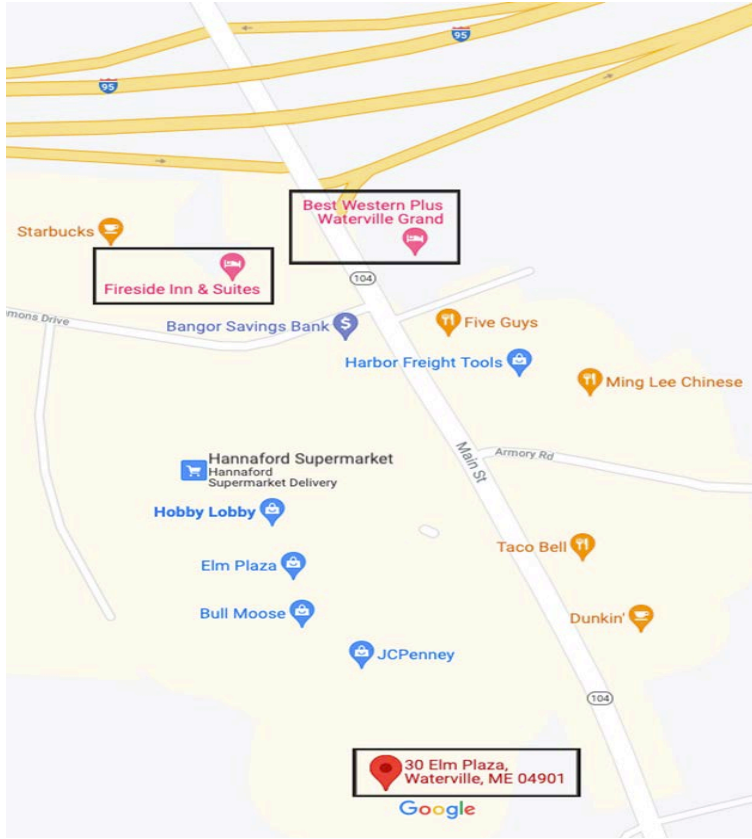 95
95
Best Western Plus
Waterville Grand
Starbucks
Fireside Inn & Suites
104
mons Drive
Bangor Savings Bank
$
Five Guys
Harbor Freight Tools
Ming Lee Chinese
Main St
Armory Rd
Hannaford Supermarket
Hannaford
Supermarket Delivery
Hobby Lobby
Taco Bell
Elm Plaza
Bull Moose
Dunkin'
JCPenney
104
30 Elm Plaza,
Waterville, ME 04901
Google